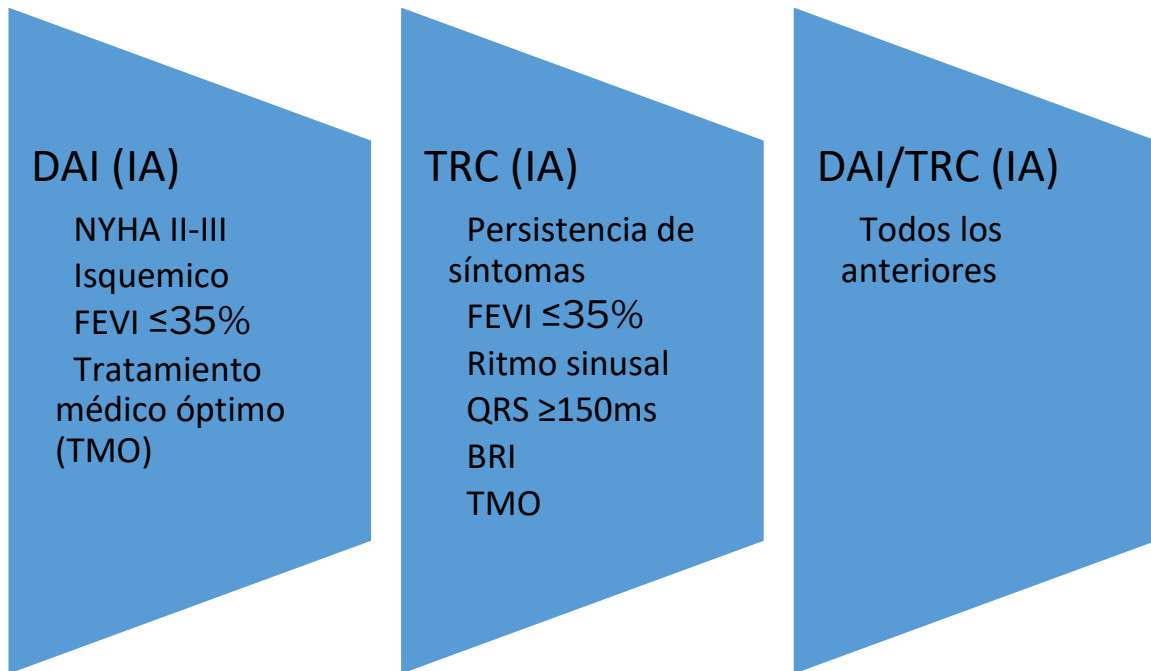 DAI (IA)
NYHA II-III
Isquemico
FEVI ≤35%
Tratamiento
médico óptimo
(TMO)
TRC (IA)
Persistencia de
síntomas
FEVI ≤35%
Ritmo sinusal
QRS ≥150ms
BRI
TMO
DAI/TRC (IA)
Todos los
anteriores